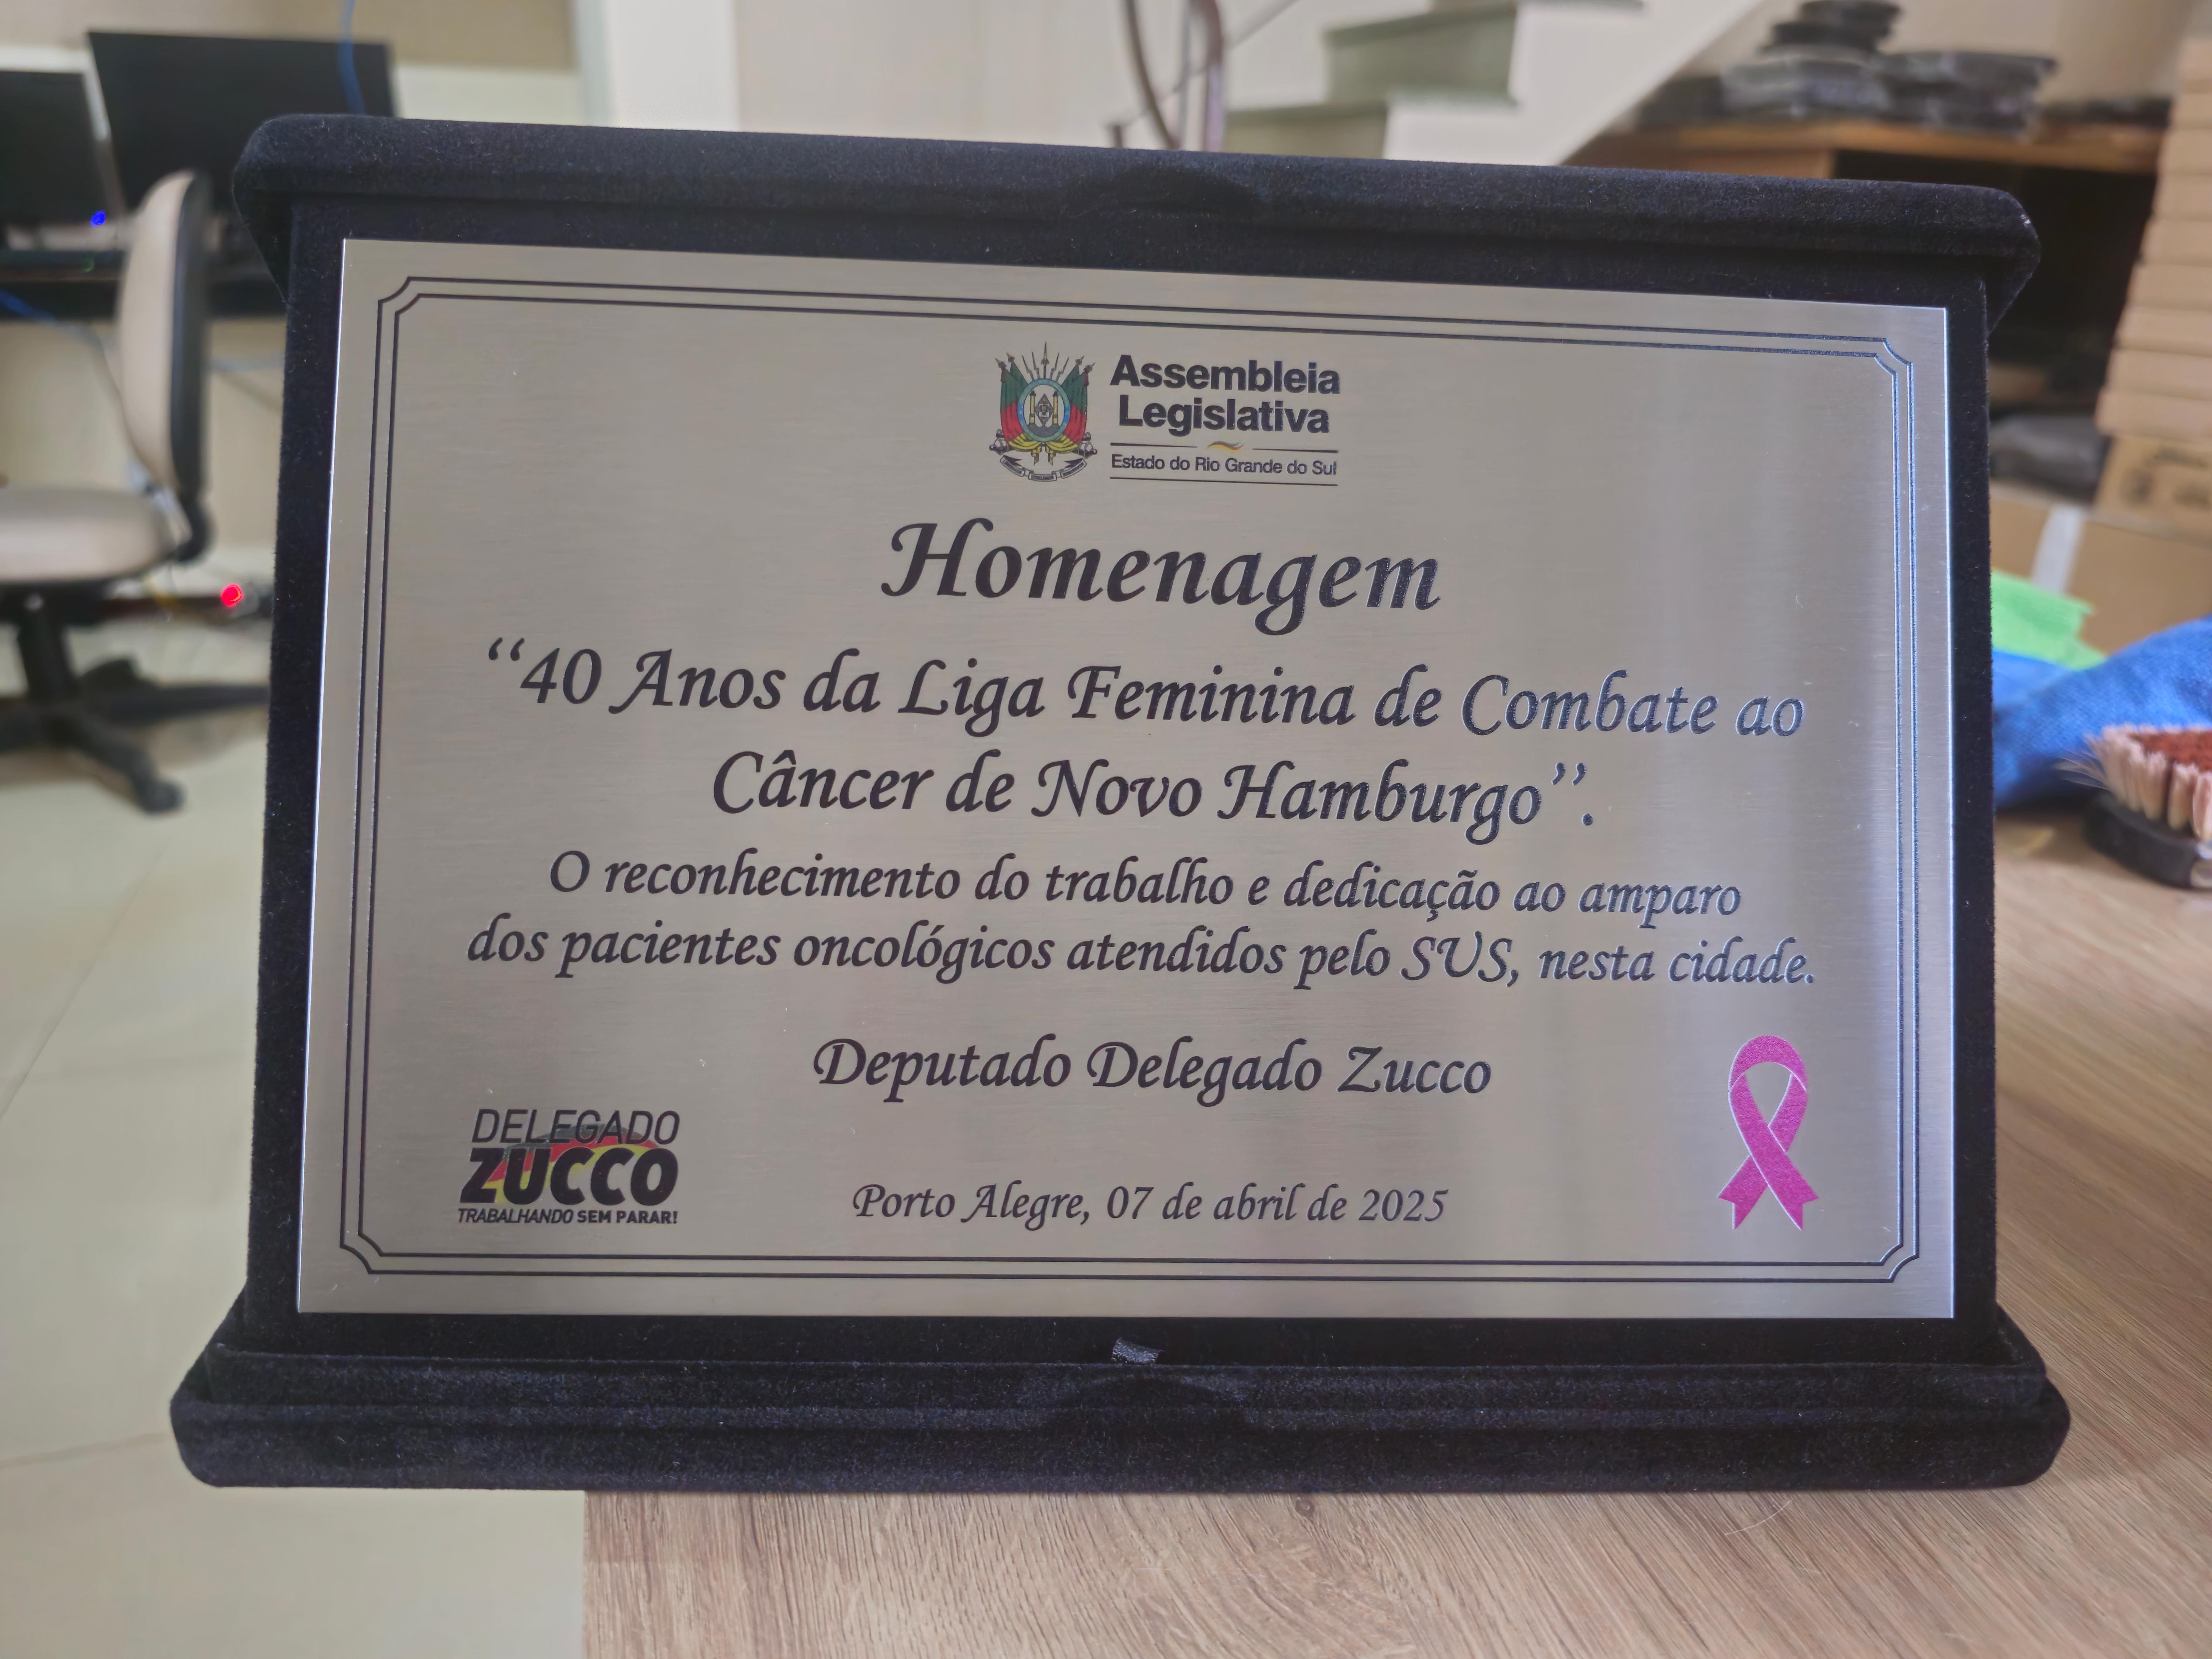 Assembleia
Legislativa
Estado do Rio Grande do Sul
Homenagem
“40 Anos da Liga Feminina de Combate ao
Câncer de Novo Hamburgo”.
O reconhecimento do trabalho e dedicação ao amparo
dos pacientes oncológicos atendidos pelo SUS, nesta cidade.
Deputado Delegado Zucco
DELEGADO
ZUCCO
TRABALHANDO SEM PARAR!
Porto Alegre, 07 de abril de 2025